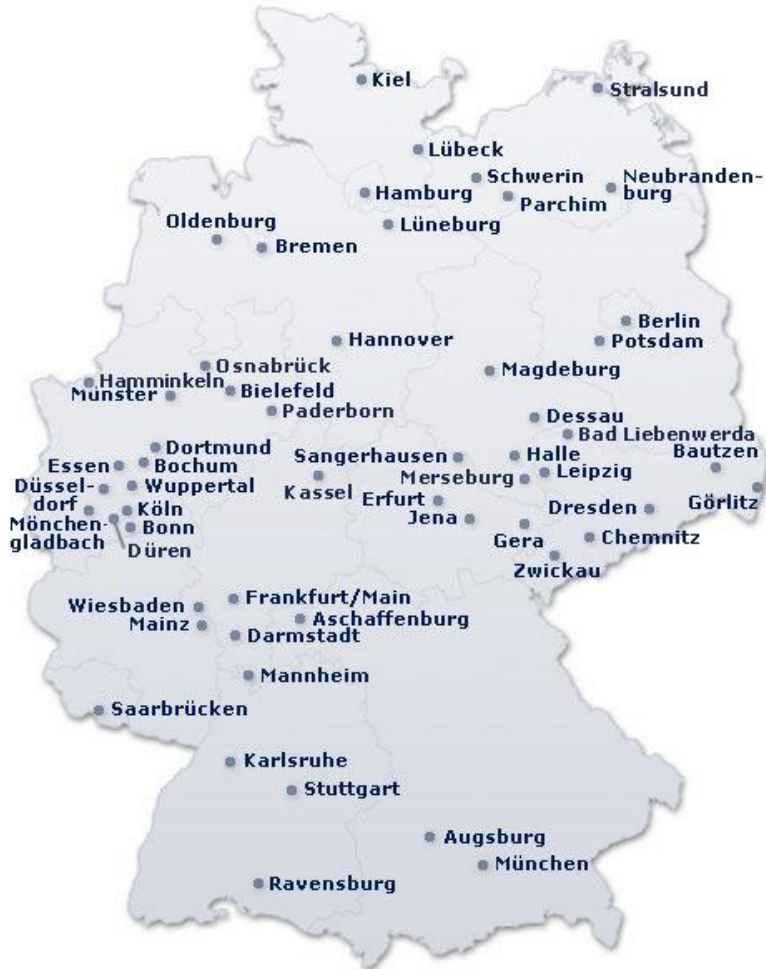 Kiel
Stralsund
Lübeck
Schwerin
Neubranden-
burg
Hamburg
Parchim
Oldenburg
Lüneburg
Bremen
Berlin
Hannover
Potsdam
Osnabrück
Magdeburg
Hamminkeln
Münster
Bielefeld
Paderborn
Dessau
Bad Liebenwerda
Dortmund
Bautzen
Essen
Bochum
Sangerhausen
Halle
Leipzig
Merseburg
Düssel-
dorf
Wuppertal
Kassel
Erfurt
Görlitz
Köln
Dresden
Jena
Mönchen-
gladbach
Bonn
Gera
Chemnitz
Düren
Zwickau
Frankfurt/Main
Wiesbaden
Aschaffenburg
Mainz
Darmstadt
Mannheim
Saarbrücken
Karlsruhe
Stuttgart
Augsburg
München
Ravensburg